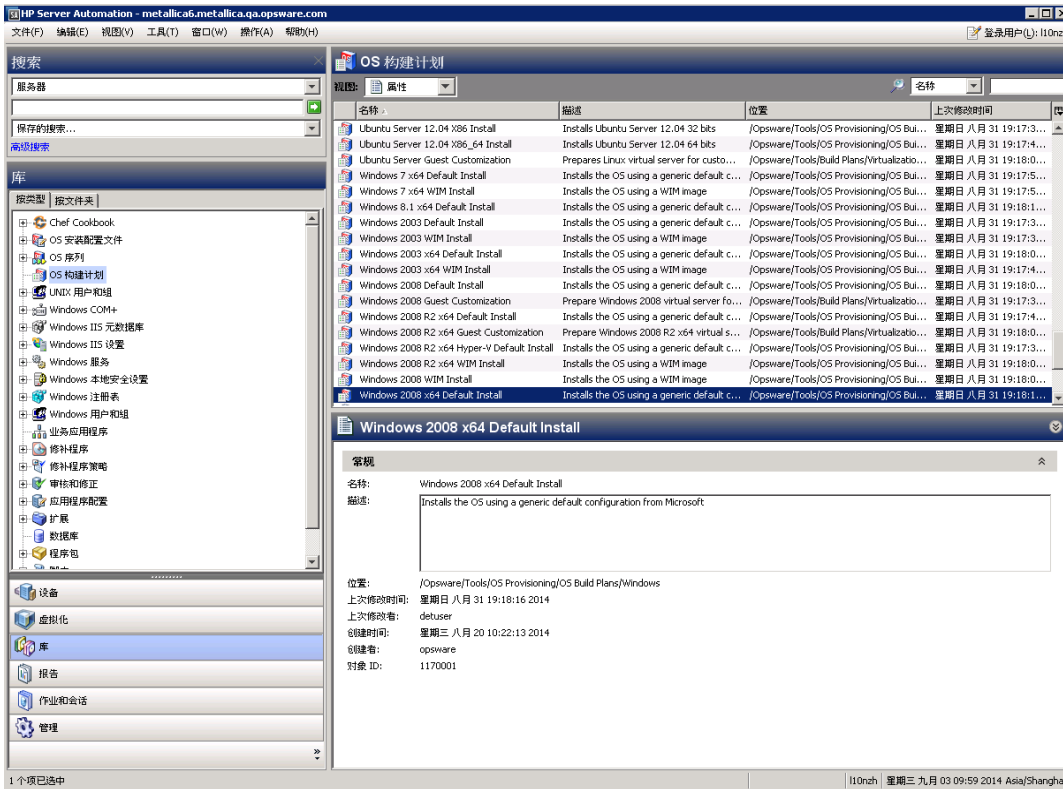 HP Server Automation - metallica6.metallica.qa.opsware.com
文件(F) 编辑(E) 视图(V) 工具(T) 窗口(W) 操作(A) 帮助(H) 登录用户(L): l10nz
搜索
服务器
保存的搜索...
高级搜索
库
按类型 按文件夹
Chef Cookbook
OS 安装配置文件
OS 序列
OS 构建计划
UNIX 用户和组
Windows COM+
Windows IIS 元数据库
Windows IIS 设置
Windows 服务
Windows 本地安全设置
Windows 注册表
Windows 用户和组
业务应用程序
修补程序
修补程序策略
审核和修正
应用程序配置
扩展
数据库
程序包
设备
虚拟化
库
报告
作业和会话
管理
OS 构建计划
视图: 属性 名称
名称 描述 位置 上次修改时间
Ubuntu Server 12.04 X86 Install Installs Ubuntu Server 12.04 32 bits /Opsware/Tools/OS Provisioning/OS Bui... 星期日 八月 31 19:17:3...
Ubuntu Server 12.04 X86_64 Install Installs Ubuntu Server 12.04 64 bits /Opsware/Tools/OS Provisioning/OS Bui... 星期日 八月 31 19:17:4...
Ubuntu Server Guest Customization Prepares Linux virtual server for custo... /Opsware/Tools/Build Plans/Virtualizatio... 星期日 八月 31 19:18:0...
Windows 7 x64 Default Install Installs the OS using a generic default c... /Opsware/Tools/OS Provisioning/OS Bui... 星期日 八月 31 19:17:5...
Windows 7 x64 WIM Install Installs the OS using a WIM image /Opsware/Tools/OS Provisioning/OS Bui... 星期日 八月 31 19:17:5...
Windows 8.1 x64 Default Install Installs the OS using a generic default c... /Opsware/Tools/OS Provisioning/OS Bui... 星期日 八月 31 19:18:1...
Windows 2003 Default Install Installs the OS using a generic default c... /Opsware/Tools/OS Provisioning/OS Bui... 星期日 八月 31 19:17:3...
Windows 2003 WIM Install Installs the OS using a WIM image /Opsware/Tools/OS Provisioning/OS Bui... 星期日 八月 31 19:17:3...
Windows 2003 x64 Default Install Installs the OS using a generic default c... /Opsware/Tools/OS Provisioning/OS Bui... 星期日 八月 31 19:18:0...
Windows 2003 x64 WIM Install Installs the OS using a WIM image /Opsware/Tools/OS Provisioning/OS Bui... 星期日 八月 31 19:17:4...
Windows 2008 Default Install Installs the OS using a generic default c... /Opsware/Tools/OS Provisioning/OS Bui... 星期日 八月 31 19:18:0...
Windows 2008 Guest Customization Prepare Windows 2008 virtual server fo... /Opsware/Tools/Build Plans/Virtualizatio... 星期日 八月 31 19:17:3...
Windows 2008 R2 x64 Default Install Installs the OS using a generic default c... /Opsware/Tools/OS Provisioning/OS Bui... 星期日 八月 31 19:17:4...
Windows 2008 R2 x64 Guest Customization Prepare Windows 2008 R2 x64 virtual s... /Opsware/Tools/Build Plans/Virtualizatio... 星期日 八月 31 19:18:0...
Windows 2008 R2 x64 Hyper-V Default Install Installs the OS using a generic default c... /Opsware/Tools/OS Provisioning/OS Bui... 星期日 八月 31 19:17:3...
Windows 2008 R2 x64 WIM Install Installs the OS using a WIM image /Opsware/Tools/OS Provisioning/OS Bui... 星期日 八月 31 19:18:0...
Windows 2008 WIM Install Installs the OS using a WIM image /Opsware/Tools/OS Provisioning/OS Bui... 星期日 八月 31 19:18:0...
Windows 2008 x64 Default Install Installs the OS using a generic default c... /Opsware/Tools/OS Provisioning/OS Bui... 星期日 八月 31 19:18:1...
Windows 2008 x64 Default Install
常规
名称: Windows 2008 x64 Default Install
描述: Installs the OS using a generic default configuration from Microsoft
位置: /Opsware/Tools/OS Provisioning/OS Build Plans/Windows
上次修改时间: 星期日 八月 31 19:18:16 2014
上次修改者: detuser
创建时间: 星期三 八月 20 10:22:13 2014
创建者: opsware
对象 ID: 1170001
1 个项已选中 l10nzh 星期三 九月 03 09:59 2014 Asia/Shangha